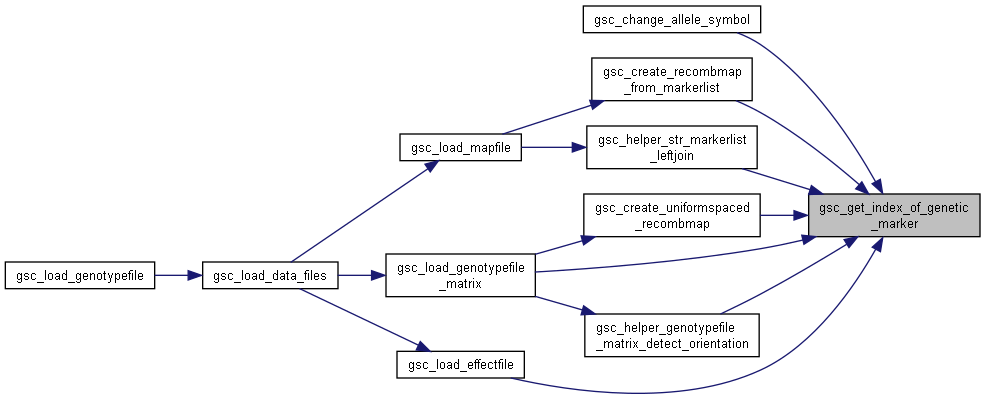 gsc_change_allele_symbol
gsc_create_recombmap
_from_markerlist
gsc_load_mapfile
gsc_helper_str_markerlist
_leftjoin
gsc_get_index_of_genetic
_marker
gsc_create_uniformspaced
_recombmap
gsc_load_genotypefile
gsc_load_data_files
gsc_load_genotypefile
_matrix
gsc_helper_genotypefile
_matrix_detect_orientation
gsc_load_effectfile